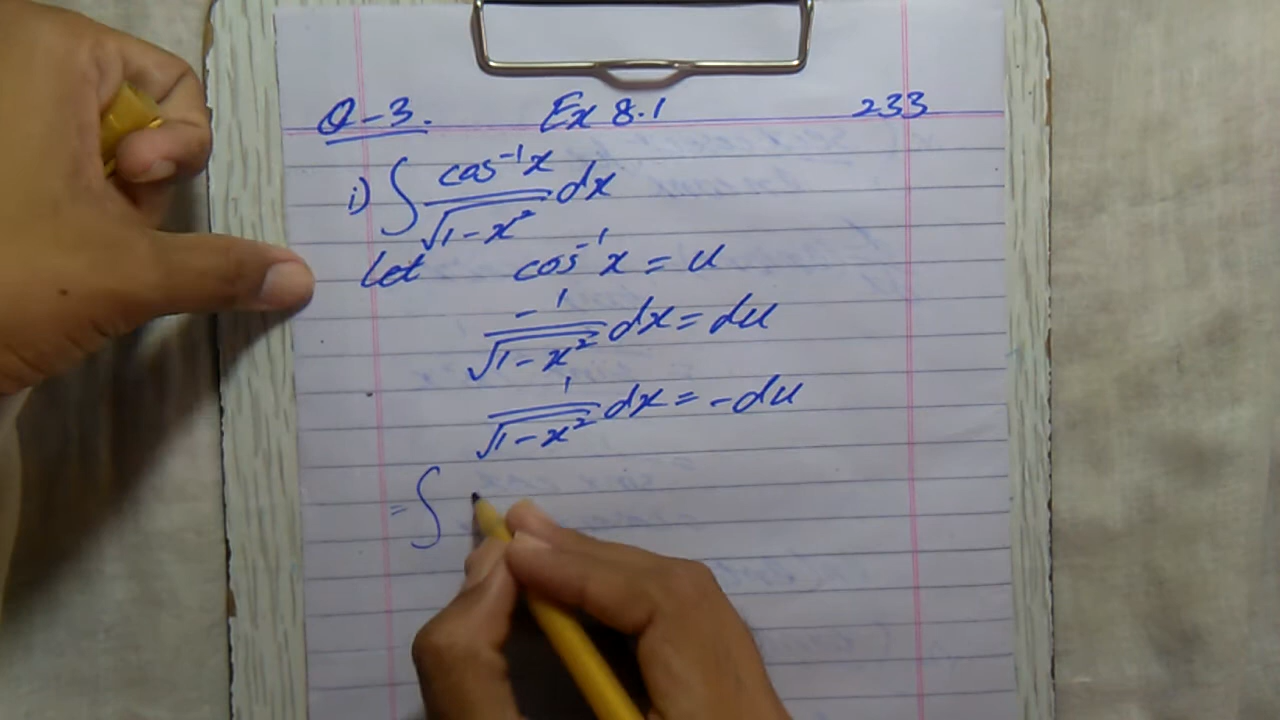 Q-3. Ex 8.1 233
i) ∫ cos⁻¹x / √1-x² dx
Let cos⁻¹x = u
-1 / √1-x² dx = du
1 / √1-x² dx = -du
= ∫